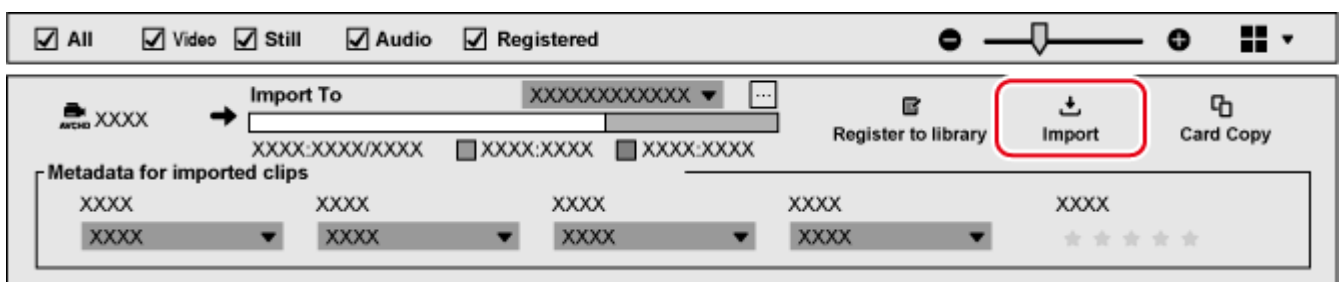 All Video Still Audio Registered
Import To XXXXXXXXXXXX ...
AVCHD XXXX
Register to library Import Card Copy
XXXX:XXXX/XXXX XXXX:XXXX XXXX:XXXX
Metadata for imported clips
XXXX XXXX XXXX XXXX XXXX
XXXX XXXX XXXX XXXX